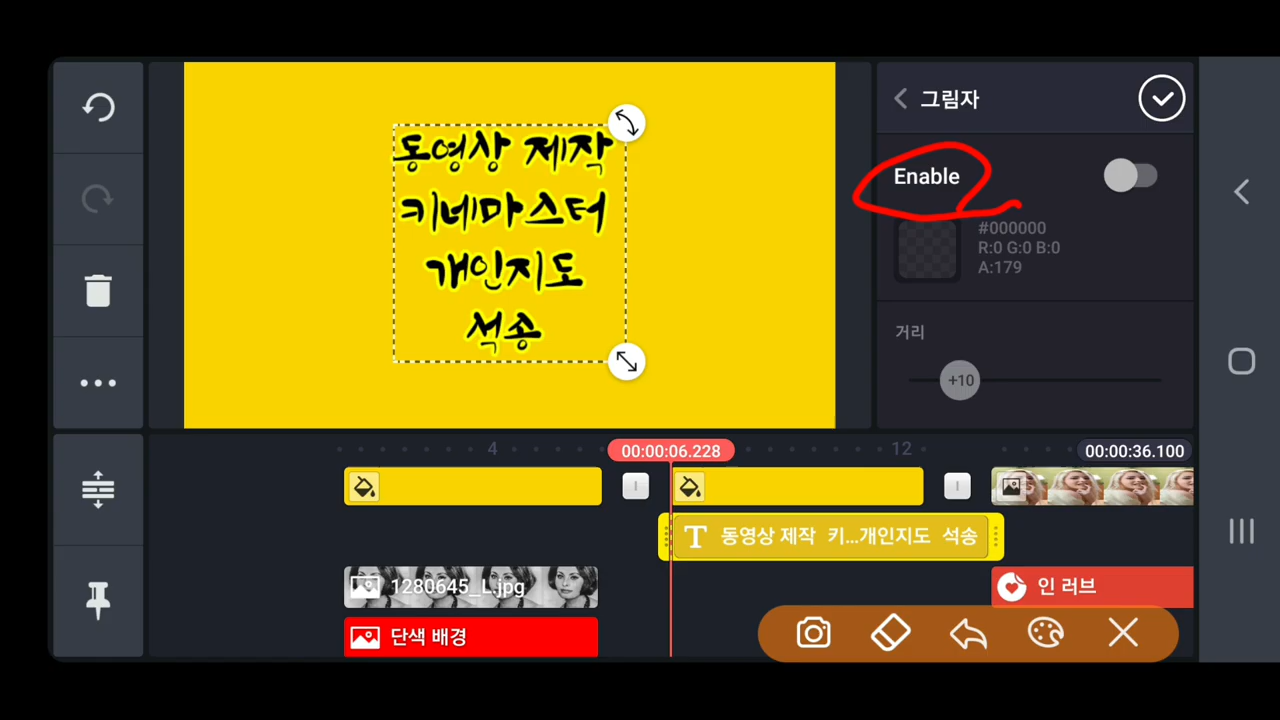 동영상 제작
키네마스터
개인지도
석송
그림자
Enable
#000000
R:0 G:0 B:0
A:179
거리
+10
4
00:00:06.228
12
00:00:36.100
T 동영상 제작 키...개인지도 석송
1280645_L.jpg
인 러브
단색 배경